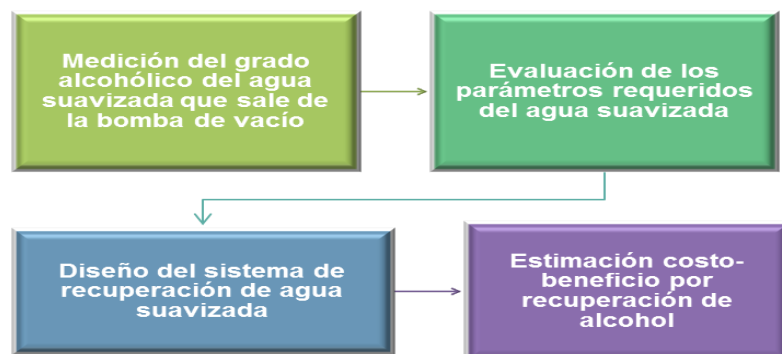 Medición del grado
alcohólico del agua
suavizada que sale de
la bomba de vacío
Evaluación de los
parámetros requeridos
del agua suavizada
Diseño del sistema de
recuperación de agua
suavizada
Estimación costo-
beneficio por
recuperación de
alcohol